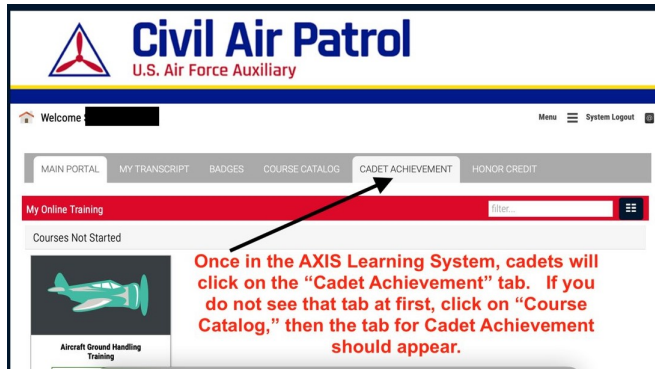 Civil Air Patrol
U.S. Air Force Auxiliary
Welcome
Menu System Logout
MAIN PORTAL MY TRANSCRIPT BADGES COURSE CATALOG CADET ACHIEVEMENT HONOR CREDIT
My Online Training filter...
Courses Not Started
Once in the AXIS Learning System, cadets will
click on the “Cadet Achievement” tab. If you
do not see that tab at first, click on “Course
Catalog,” then the tab for Cadet Achievement
should appear.
Aircraft Ground Handling
Training